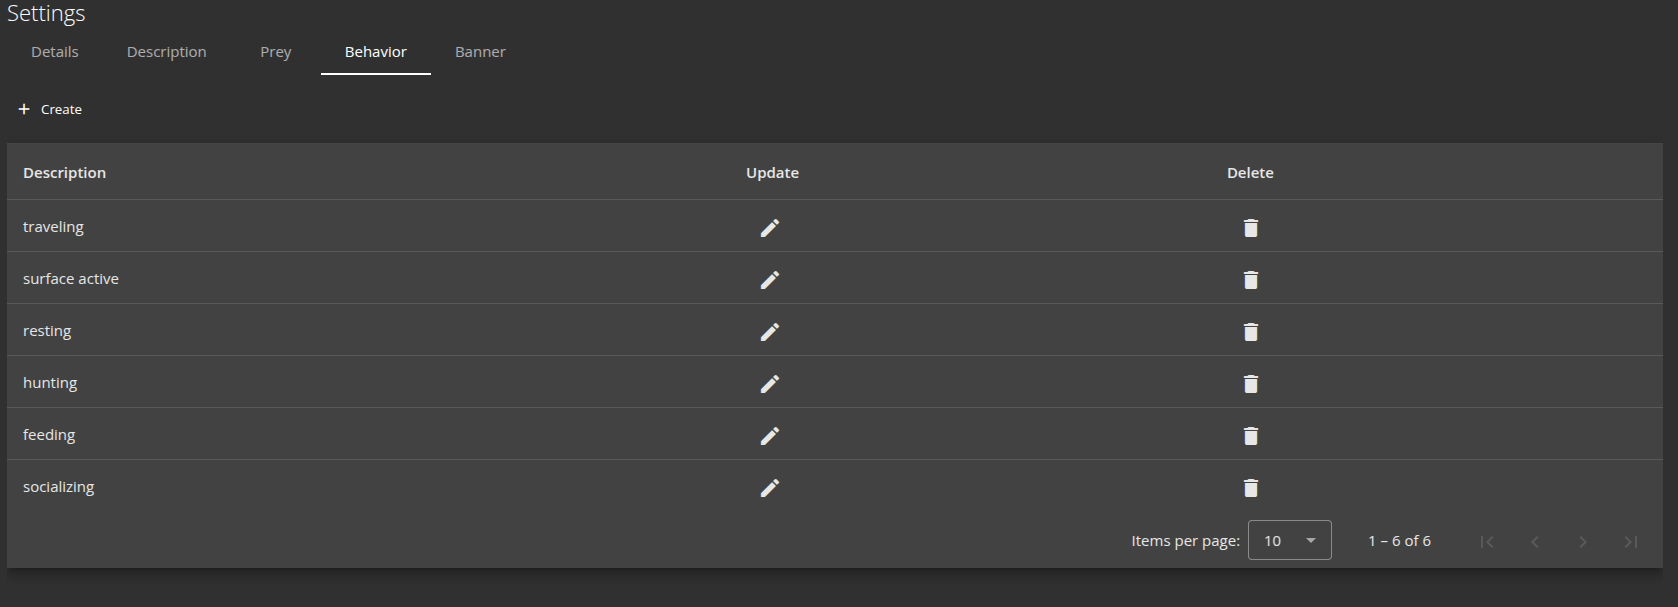 Settings
Details Description Prey Behavior Banner
+ Create
Description Update Delete
traveling
surface active
resting
hunting
feeding
socializing
Items per page: 10 1 – 6 of 6